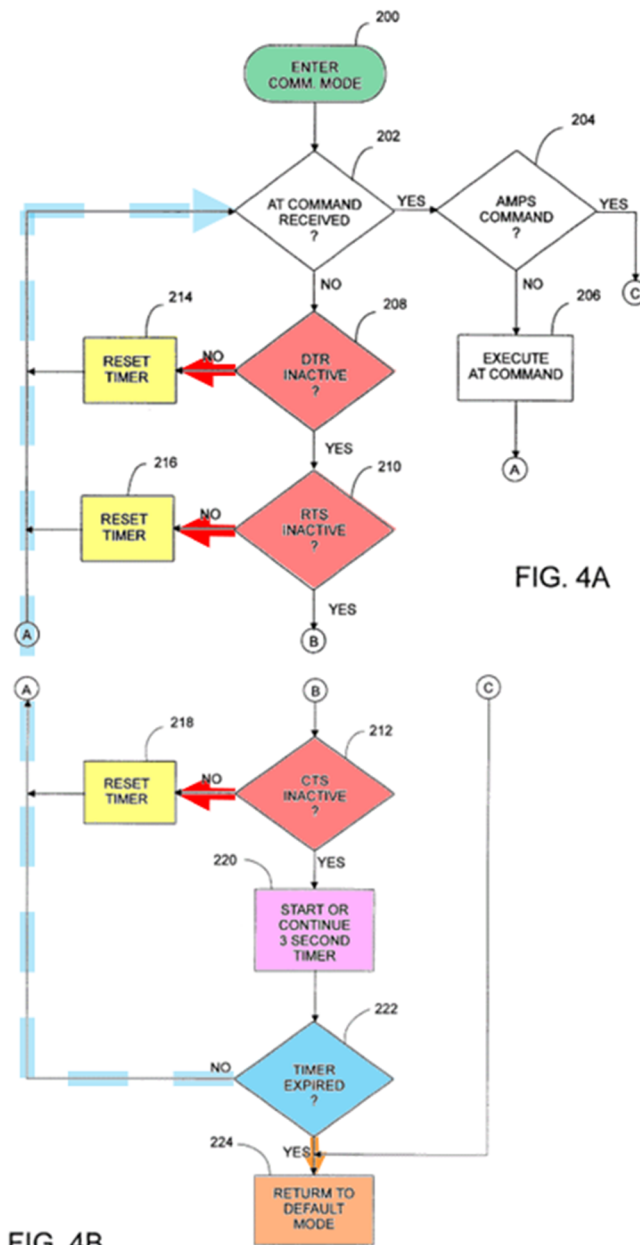 200
ENTER
COMM. MODE
202
204
AT COMMAND
RECEIVED
?
YES
AMPS
COMMAND
?
YES
C
NO
NO
206
EXECUTE
AT COMMAND
A
214
208
RESET
TIMER
NO
DTR
INACTIVE
?
YES
216
210
RESET
TIMER
NO
RTS
INACTIVE
?
YES
FIG. 4A
A
B
A
B
C
218
212
RESET
TIMER
NO
CTS
INACTIVE
?
YES
220
START OR
CONTINUE
3 SECOND
TIMER
222
NO
TIMER
EXPIRED
?
YES
224
RETURM TO
DEFAULT
MODE
FIG. 4B